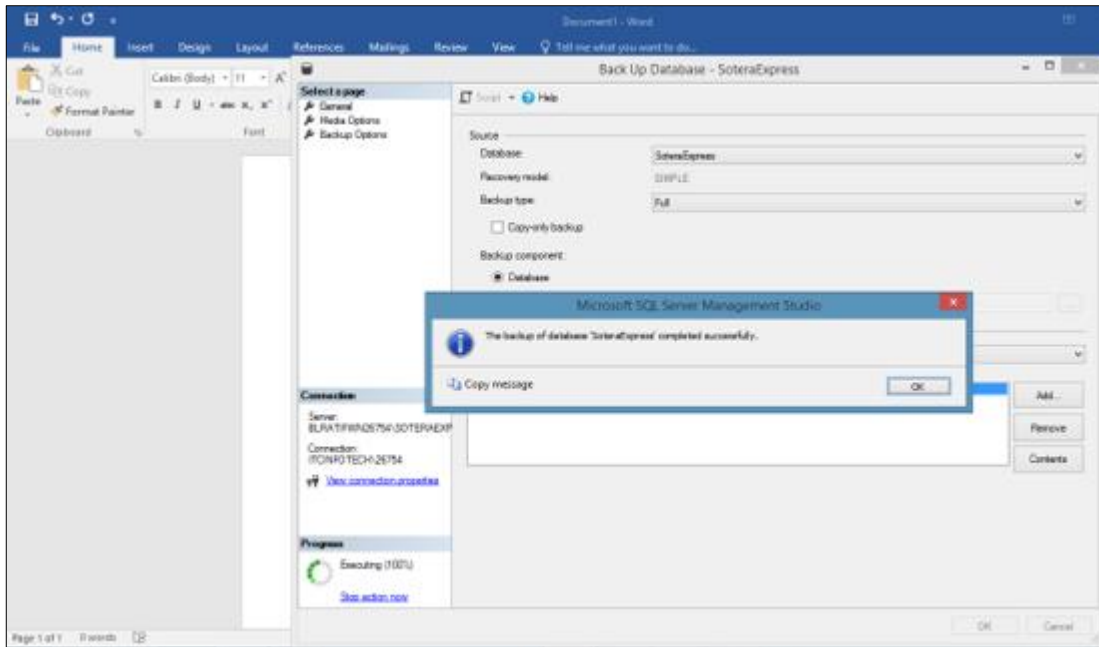 Document1 - Word
File Home Insert Design Layout References Mailings Review View Tell me what you want to do...
Cut
Copy
Paste
Format Painter
Clipboard
Calibri (Body) 11
B I U abc x, x
Font
Back Up Database - SoteraExpress
Select a page
General
Media Options
Backup Options
Script Help
Source
Database: SoteraExpress
Recovery model: SIMPLE
Backup type: Full
Copy-only backup
Backup component:
Database
Microsoft SQL Server Management Studio
The backup of database 'SoteraExpress' completed successfully.
Copy message
OK
Add...
Remove
Contents
Connection
Server:
Connection:
View connection properties
Progress
Executing (100%)
Stop action now
OK Cancel
Page 1 of 1 0 words